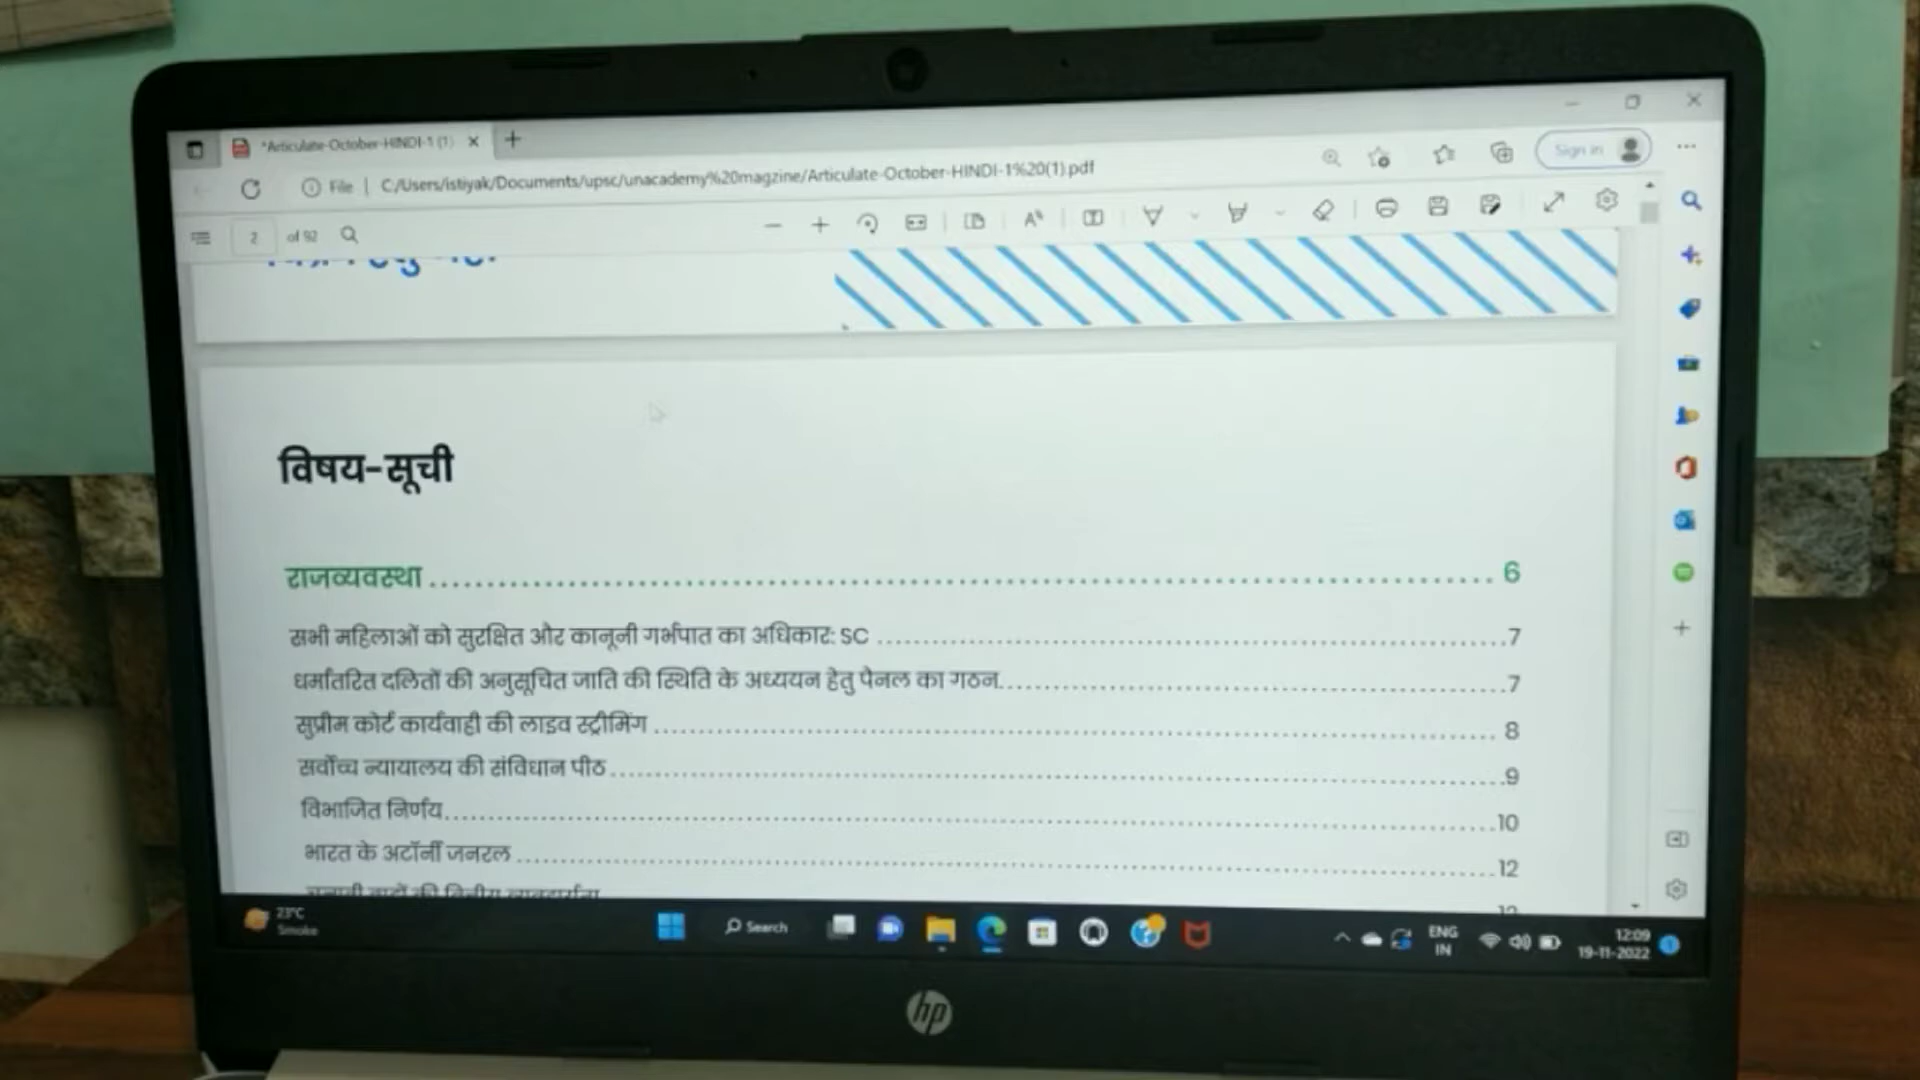 *Articulate-October-HINDI-1 (1)
File | C:/Users/istiyak/Documents/upsc/unacademy%20magzine/Articulate-October-HINDI-1%20(1).pdf
Sign in
2 of 92
विषय-सूची
राजव्यवस्था 6
सभी महिलाओं को सुरक्षित और कानूनी गर्भपात का अधिकार: SC 7
धर्मांतरित दलितों की अनुसूचित जाति की स्थिति के अध्ययन हेतु पैनल का गठन 7
सुप्रीम कोर्ट कार्यवाही की लाइव स्ट्रीमिंग 8
सर्वोच्च न्यायालय की संविधान पीठ 9
विभाजित निर्णय 10
भारत के अटॉर्नी जनरल 12
23°C
Smoke
Search
ENG
IN
12:09
19-11-2022
hp